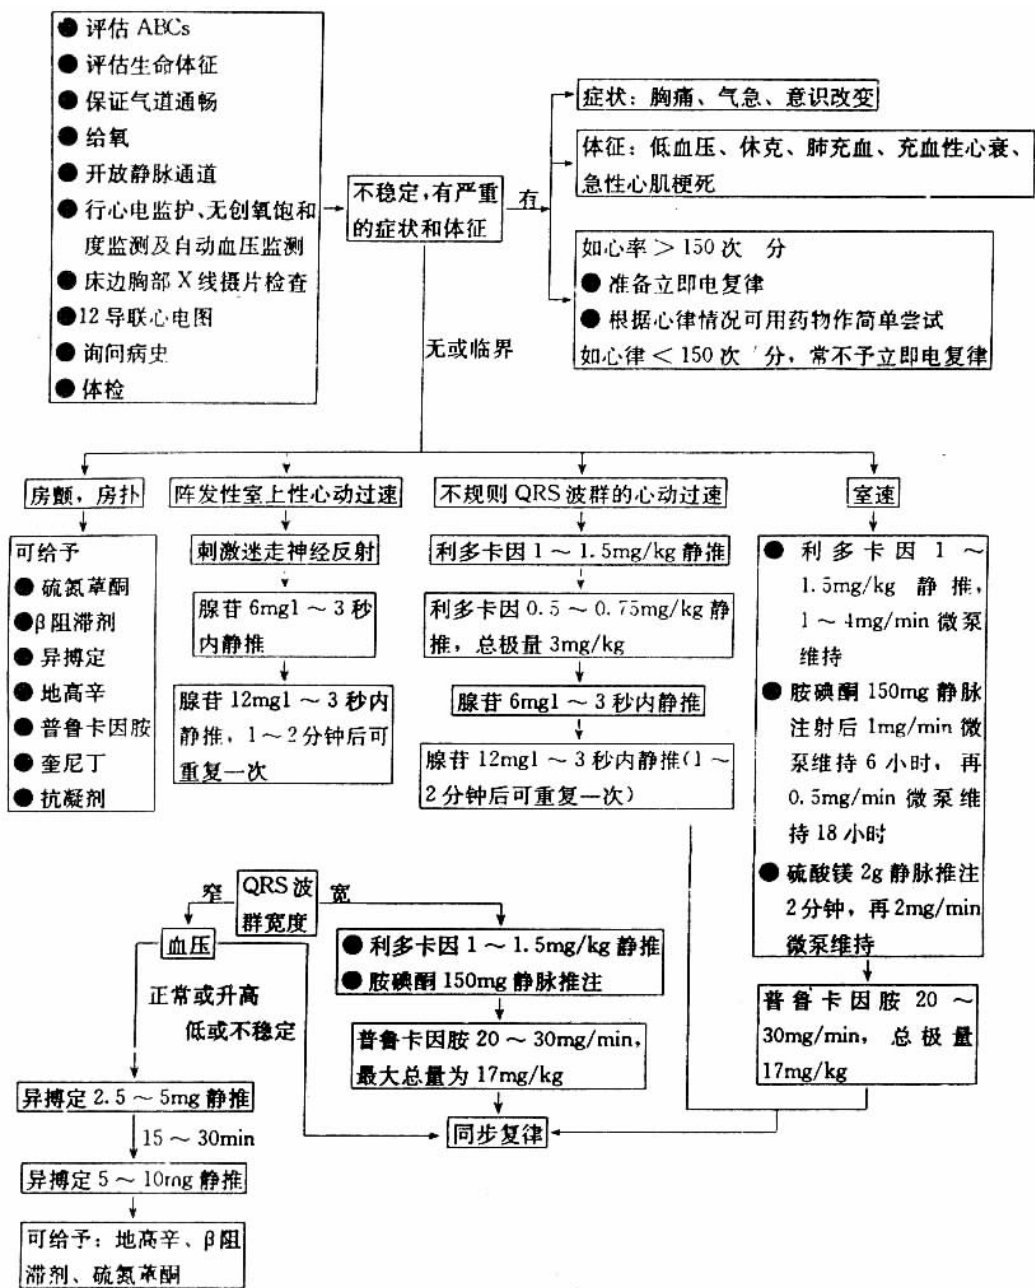 ● 评估 ABCs
● 评估生命体征
● 保证气道通畅
● 给氧
● 开放静脉通道
● 行心电监护、无创氧饱和
度监测及自动血压监测
● 床边胸部 X 线摄片检查
●12 导联心电图
● 询问病史
● 体检
不稳定,有严重
的症状和体征
有
症状：胸痛、气急、意识改变
体征：低血压、休克、肺充血、充血性心衰、
急性心肌梗死
如心率 > 150 次 分
● 准备立即电复律
● 根据心律情况可用药物作简单尝试
如心律 < 150 次 分，常不予立即电复律
无或临界
房颤，房扑
可给予
● 硫氮䓬酮
●β阻滞剂
● 异搏定
● 地高辛
● 普鲁卡因胺
● 奎尼丁
● 抗凝剂
阵发性室上性心动过速
刺激迷走神经反射
腺苷 6mg1 ~ 3 秒
内静推
腺苷 12mg1 ~ 3 秒内
静推，1 ~ 2分钟后可
重复一次
不规则 QRS 波群的心动过速
利多卡因 1 ~ 1.5mg/kg 静推
利多卡因 0.5 ~ 0.75mg/kg 静
推，总极量 3mg/kg
腺苷 6mg1 ~ 3 秒内静推
腺苷 12mg1 ~ 3 秒内静推(1 ~
2 分钟后可重复一次)
室速
● 利多卡因 1 ~
1.5mg/kg 静推，
1 ~ 4mg/min 微泵
维持
● 胺碘酮 150mg 静脉
注射后 1mg/min 微
泵维持 6 小时，再
0.5mg/min 微泵维
持 18 小时
● 硫酸镁 2g 静脉推注
2分钟，再 2mg/min
微泵维持
普鲁卡因胺 20 ~
30mg/min，总极量
17mg/kg
窄
QRS 波
群宽度
宽
血压
正常或升高
低或不稳定
● 利多卡因 1 ~ 1.5mg/kg 静推
● 胺碘酮 150mg 静脉推注
普鲁卡因胺 20 ~ 30mg/min，
最大总量为 17mg/kg
同步复律
异搏定 2.5 ~ 5mg 静推
15 ~ 30min
异搏定 5 ~ 10mg 静推
可给予：地高辛、β阻
滞剂、硫氮䓬酮